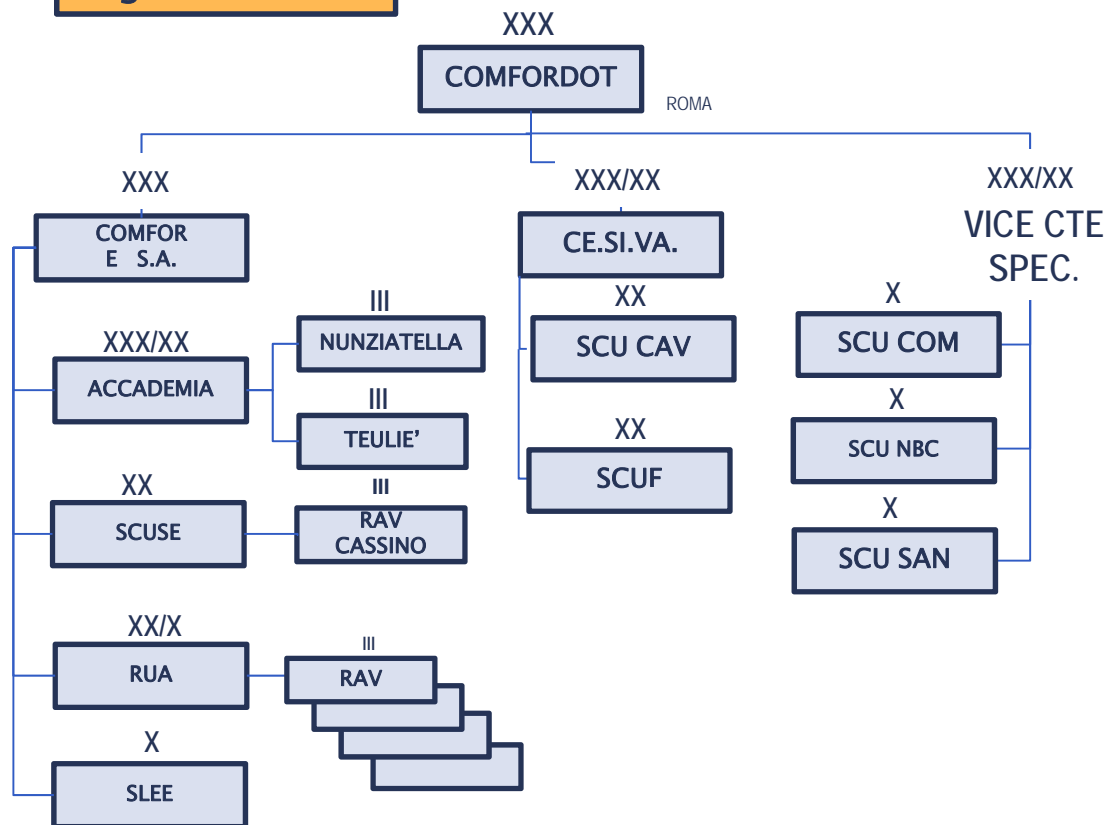 XXX
COMFORDOT
ROMA
XXX
COMFOR
E S.A.
XXX/XX
ACCADEMIA
III
NUNZIATELLA
III
TEULIE’
XX
SCUSE
III
RAV
CASSINO
XX/X
RUA
III
RAV
X
SLEE
XXX/XX
CE.SI.VA.
XX
SCU CAV
XX
SCUF
XXX/XX
VICE CTE
SPEC.
X
SCU COM
X
SCU NBC
X
SCU SAN